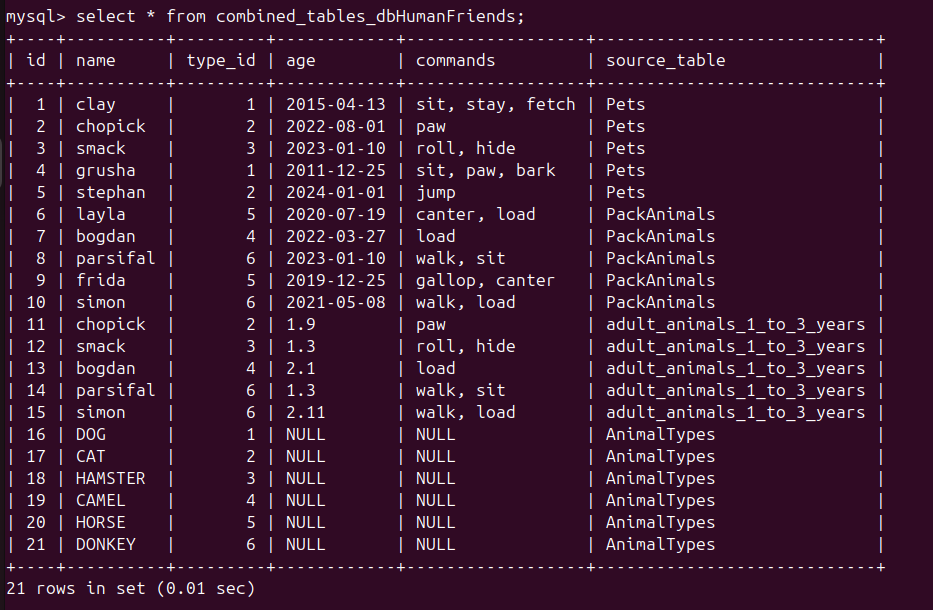 mysql> select * from combined_tables_dbHumanFriends;
+----+----------+---------+------------+------------------+----------------------------+
| id | name     | type_id | age        | commands         | source_table               |
+----+----------+---------+------------+------------------+----------------------------+
|  1 | clay     |       1 | 2015-04-13 | sit, stay, fetch | Pets                       |
|  2 | chopick  |       2 | 2022-08-01 | paw              | Pets                       |
|  3 | smack    |       3 | 2023-01-10 | roll, hide       | Pets                       |
|  4 | grusha   |       1 | 2011-12-25 | sit, paw, bark   | Pets                       |
|  5 | stephan  |       2 | 2024-01-01 | jump             | Pets                       |
|  6 | layla    |       5 | 2020-07-19 | canter, load     | PackAnimals                |
|  7 | bogdan   |       4 | 2022-03-27 | load             | PackAnimals                |
|  8 | parsifal |       6 | 2023-01-10 | walk, sit        | PackAnimals                |
|  9 | frida    |       5 | 2019-12-25 | gallop, canter   | PackAnimals                |
| 10 | simon    |       6 | 2021-05-08 | walk, load       | PackAnimals                |
| 11 | chopick  |       2 | 1.9        | paw              | adult_animals_1_to_3_years |
| 12 | smack    |       3 | 1.3        | roll, hide       | adult_animals_1_to_3_years |
| 13 | bogdan   |       4 | 2.1        | load             | adult_animals_1_to_3_years |
| 14 | parsifal |       6 | 1.3        | walk, sit        | adult_animals_1_to_3_years |
| 15 | simon    |       6 | 2.11       | walk, load       | adult_animals_1_to_3_years |
| 16 | DOG      |       1 | NULL       | NULL             | AnimalTypes                |
| 17 | CAT      |       2 | NULL       | NULL             | AnimalTypes                |
| 18 | HAMSTER  |       3 | NULL       | NULL             | AnimalTypes                |
| 19 | CAMEL    |       4 | NULL       | NULL             | AnimalTypes                |
| 20 | HORSE    |       5 | NULL       | NULL             | AnimalTypes                |
| 21 | DONKEY   |       6 | NULL       | NULL             | AnimalTypes                |
+----+----------+---------+------------+------------------+----------------------------+
21 rows in set (0.01 sec)